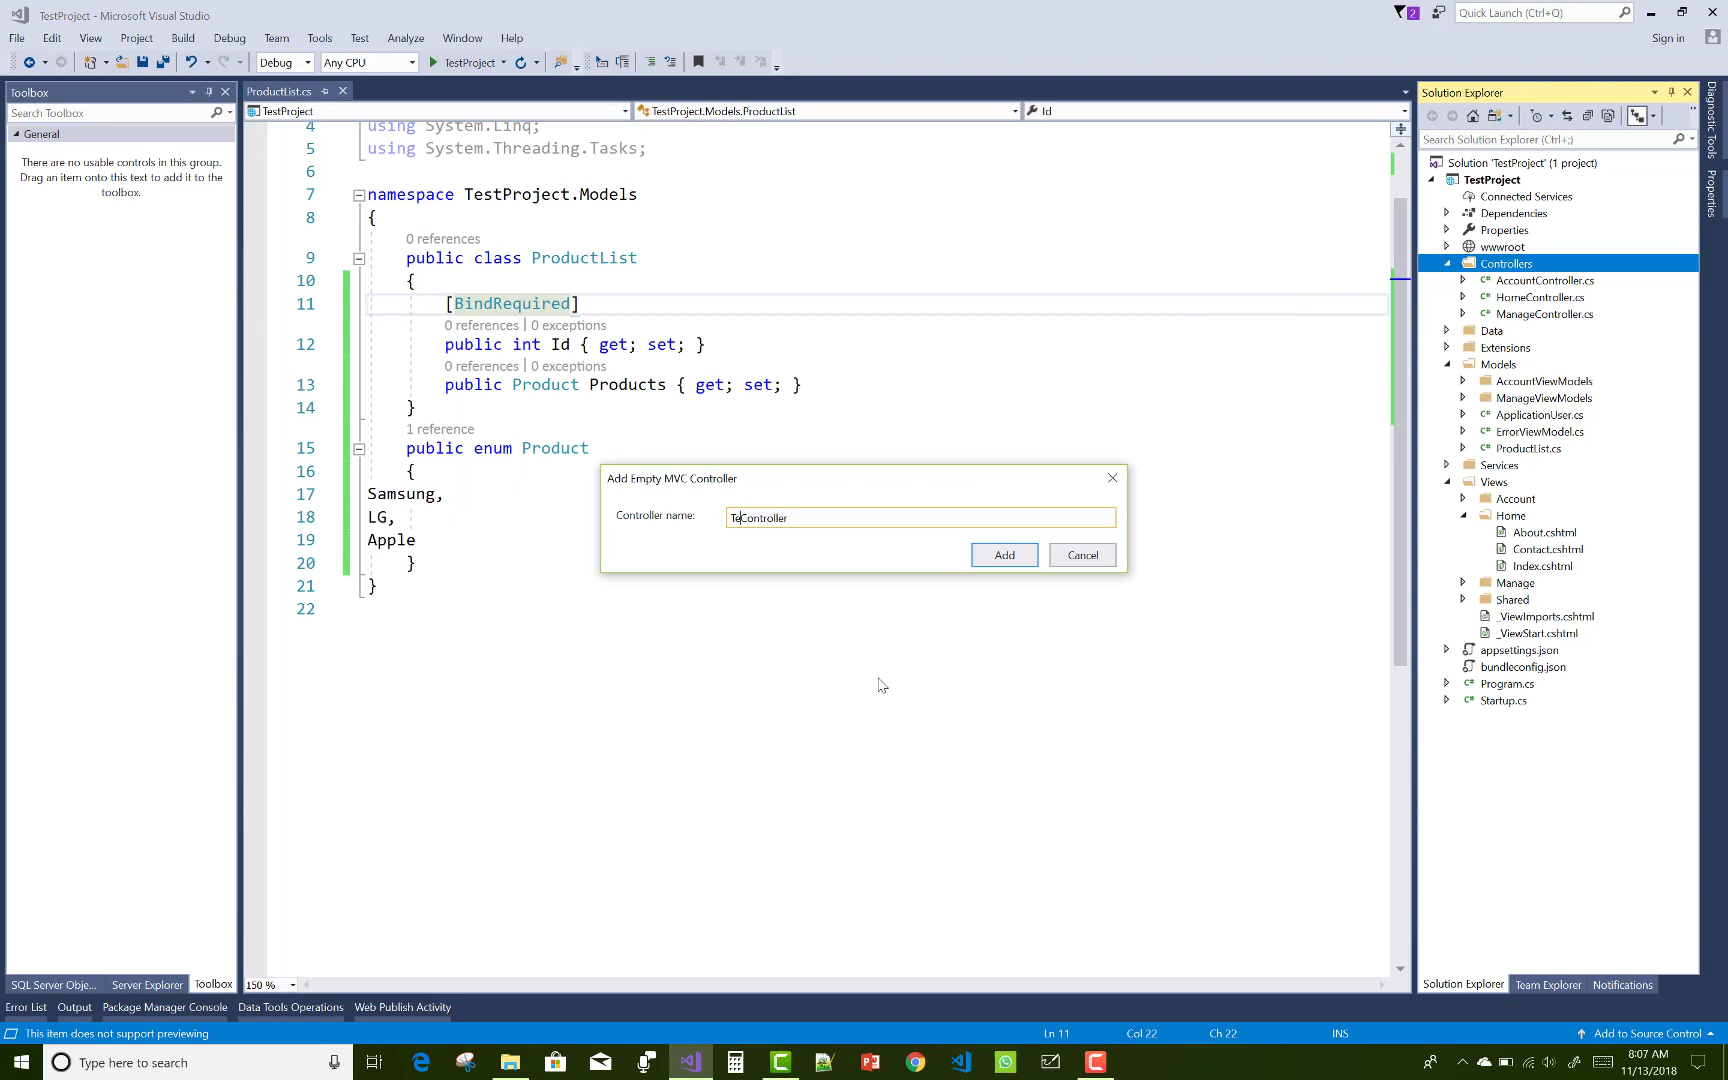 TestProject - Microsoft Visual Studio
2
Quick Launch (Ctrl+Q)
File Edit View Project Build Debug Team Tools Test Analyze Window Help
Sign in
Debug Any CPU TestProject
Toolbox
Search Toolbox
General
There are no usable controls in this group.
Drag an item onto this text to add it to the
toolbox.
ProductList.cs
TestProject
TestProject.Models.ProductList
Id
4 using System.Linq;
5 using System.Threading.Tasks;
6
7 namespace TestProject.Models
8 {
0 references
9 public class ProductList
10 {
11 [BindRequired]
0 references | 0 exceptions
12 public int Id { get; set; }
0 references | 0 exceptions
13 public Product Products { get; set; }
14 }
1 reference
15 public enum Product
16 {
17 Samsung,
18 LG,
19 Apple
20 }
21 }
22
Add Empty MVC Controller
Controller name:
TeController
Add
Cancel
Solution Explorer
Search Solution Explorer (Ctrl+;)
Solution 'TestProject' (1 project)
TestProject
Connected Services
Dependencies
Properties
wwwroot
Controllers
C# AccountController.cs
C# HomeController.cs
C# ManageController.cs
Data
Extensions
Models
AccountViewModels
ManageViewModels
C# ApplicationUser.cs
C# ErrorViewModel.cs
C# ProductList.cs
Services
Views
Account
Home
About.cshtml
Contact.cshtml
Index.cshtml
Manage
Shared
_ViewImports.cshtml
_ViewStart.cshtml
appsettings.json
bundleconfig.json
C# Program.cs
C# Startup.cs
Diagnostic Tools
Properties
SQL Server Obje... Server Explorer Toolbox
150 %
Solution Explorer Team Explorer Notifications
Error List Output Package Manager Console Data Tools Operations Web Publish Activity
This item does not support previewing
Ln 11
Col 22
Ch 22
INS
Add to Source Control
Type here to search
8:07 AM
11/13/2018